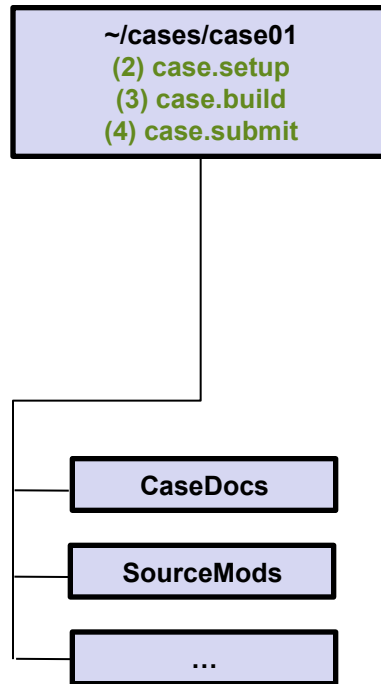 ~/cases/case01
(2) case.setup
(3) case.build
(4) case.submit
CaseDocs
SourceMods
…